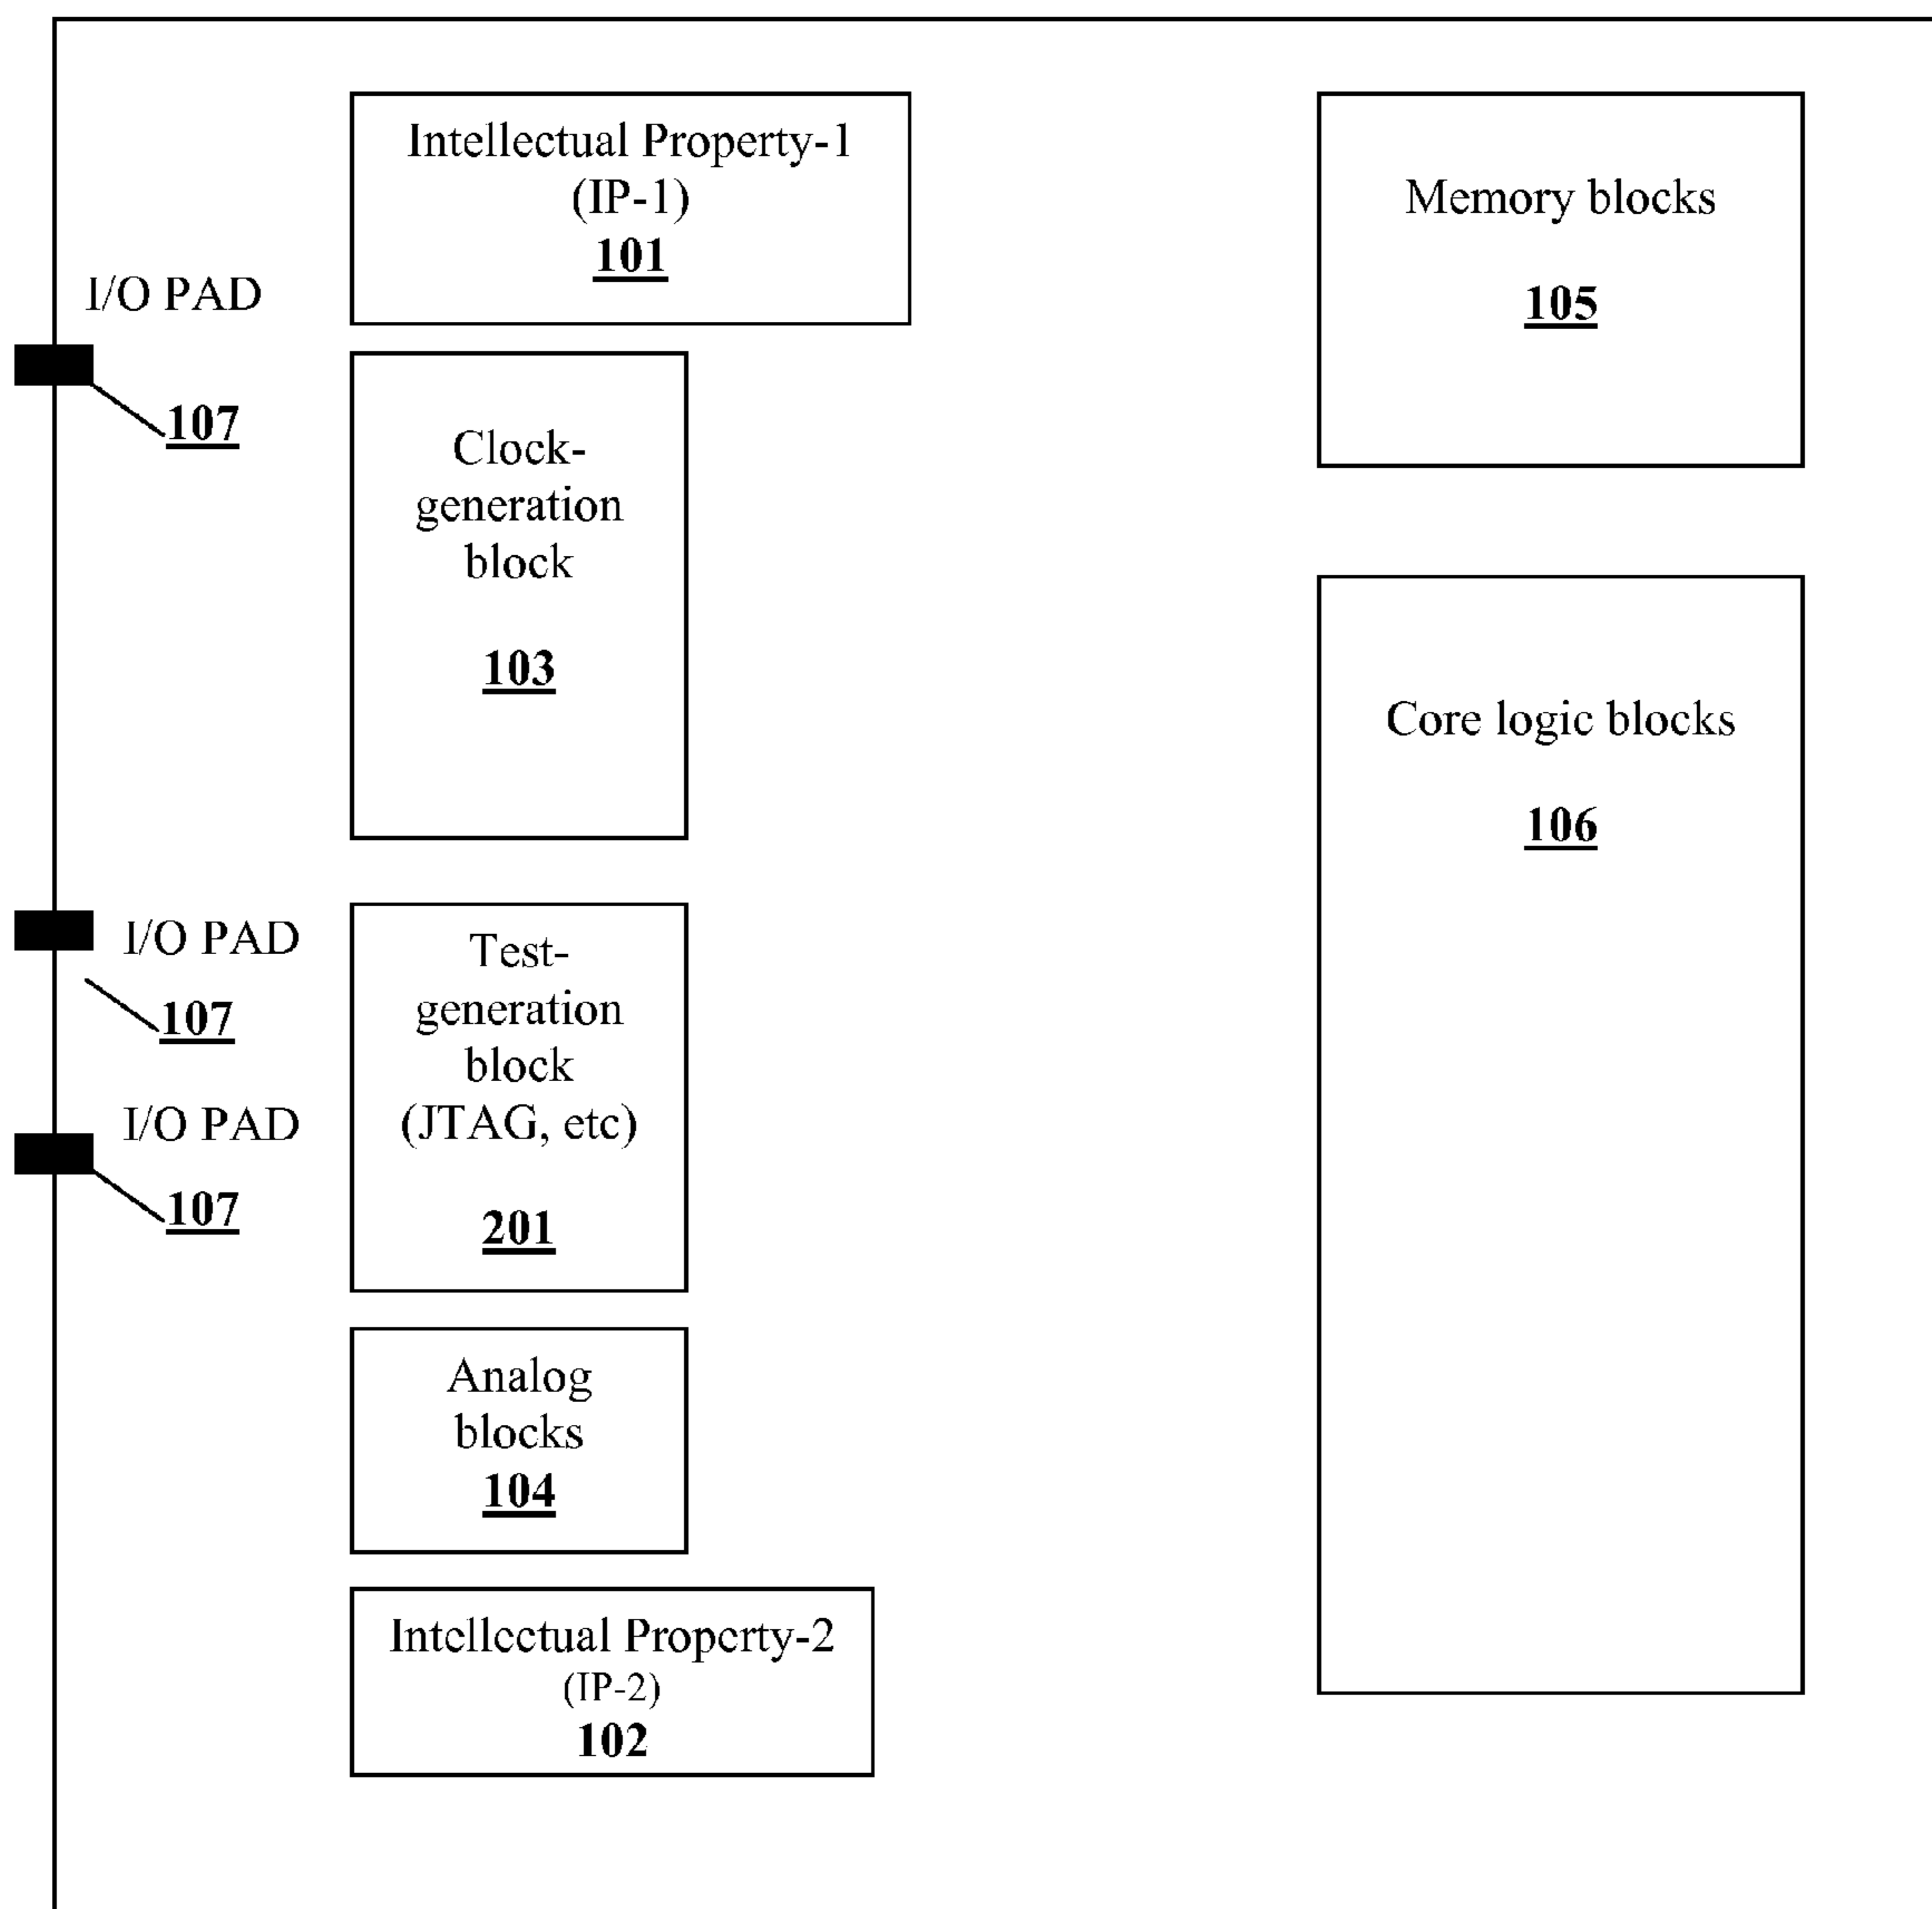 Intellectual Property-1
(IP-1)
101
Memory blocks
105
I/O PAD
107
Clock-
generation
block
103
Core logic blocks
106
I/O PAD
107
I/O PAD
107
Test-
generation
block
(JTAG, etc)
201
Analog
blocks
104
Intellectual Property-2
(IP-2)
102